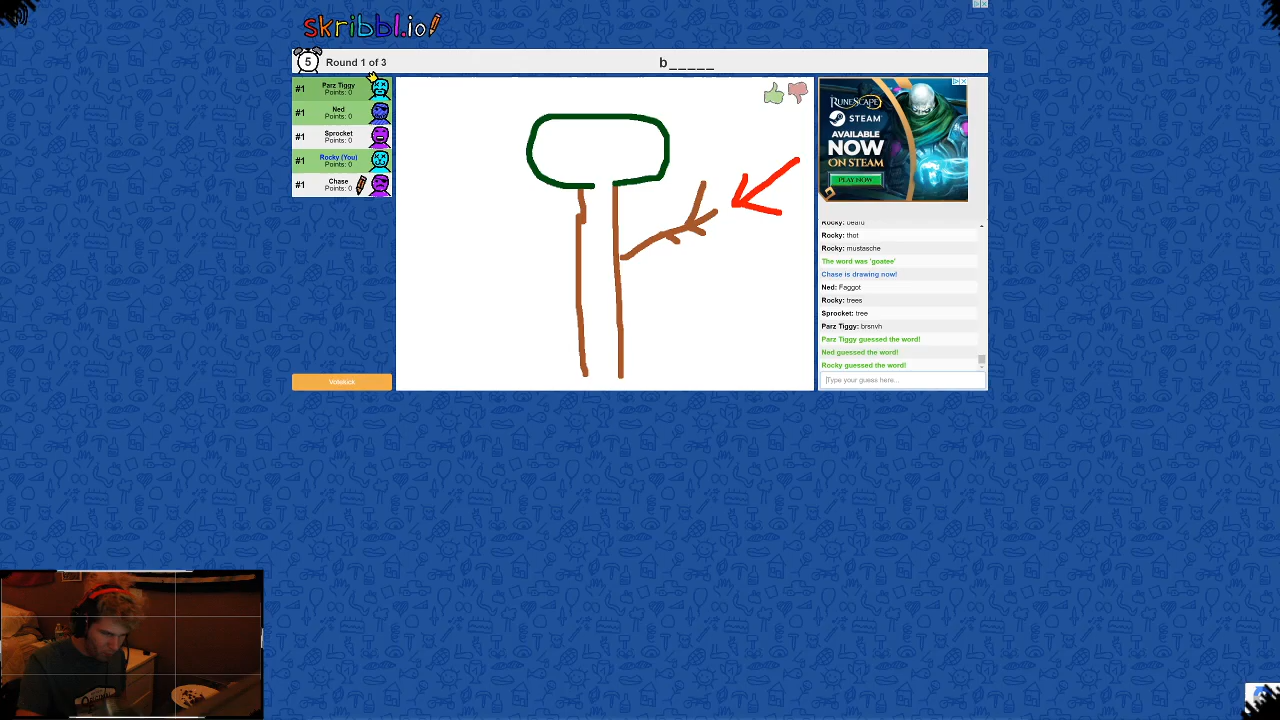 skribbl.io
5
Round 1 of 3
b_____
#1
Parz Tiggy
Points: 0
#1
Ned
Points: 0
#1
Sprocket
Points: 0
#1
Rocky (You)
Points: 0
#1
Chase
Points: 0
Votekick
RUNESCAPE
STEAM
AVAILABLE
NOW
ON STEAM
PLAY NOW
Rocky: beard
Rocky: thot
Rocky: mustasche
The word was 'goatee'
Chase is drawing now!
Ned: Faggot
Rocky: trees
Sprocket: tree
Parz Tiggy: brsnvh
Parz Tiggy guessed the word!
Ned guessed the word!
Rocky guessed the word!
Type your guess here...